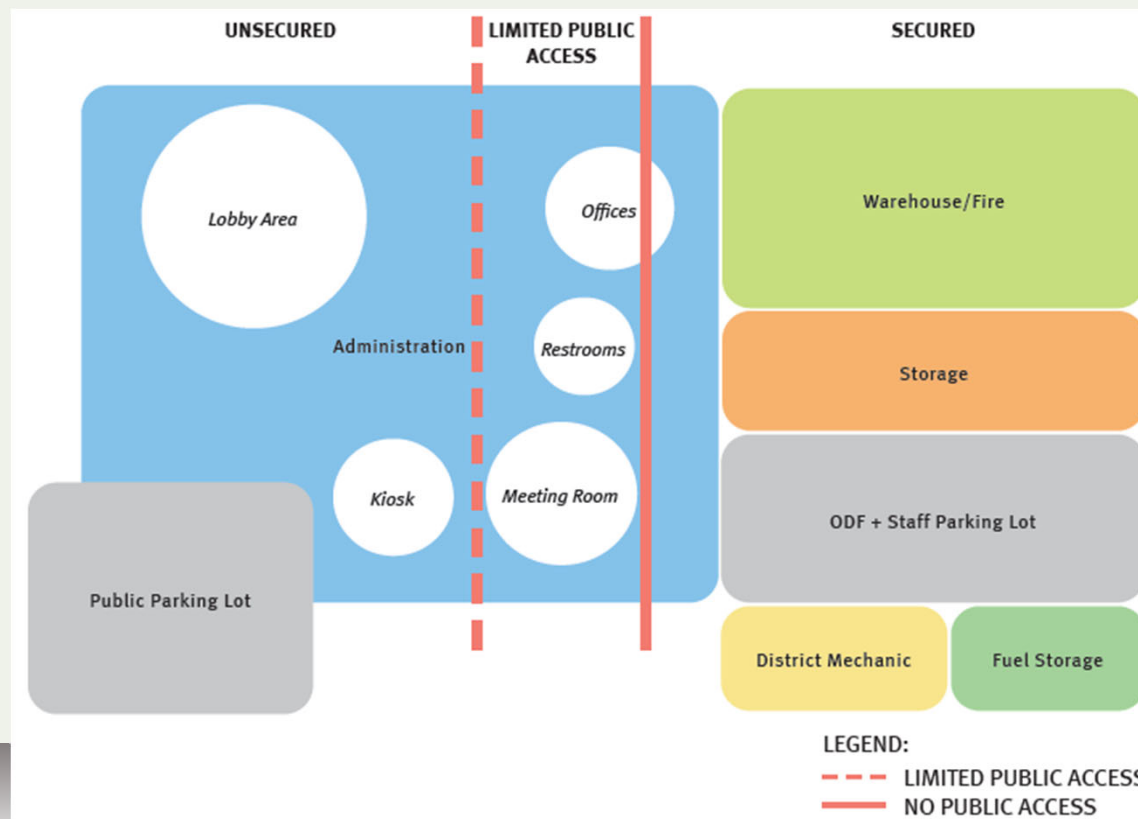 UNSECURED
LIMITED PUBLIC
ACCESS
SECURED
Lobby Area
Offices
Warehouse/Fire
Administration
Restrooms
Storage
Kiosk
Meeting Room
ODF + Staff Parking Lot
Public Parking Lot
District Mechanic
Fuel Storage
LEGEND:
LIMITED PUBLIC ACCESS
NO PUBLIC ACCESS